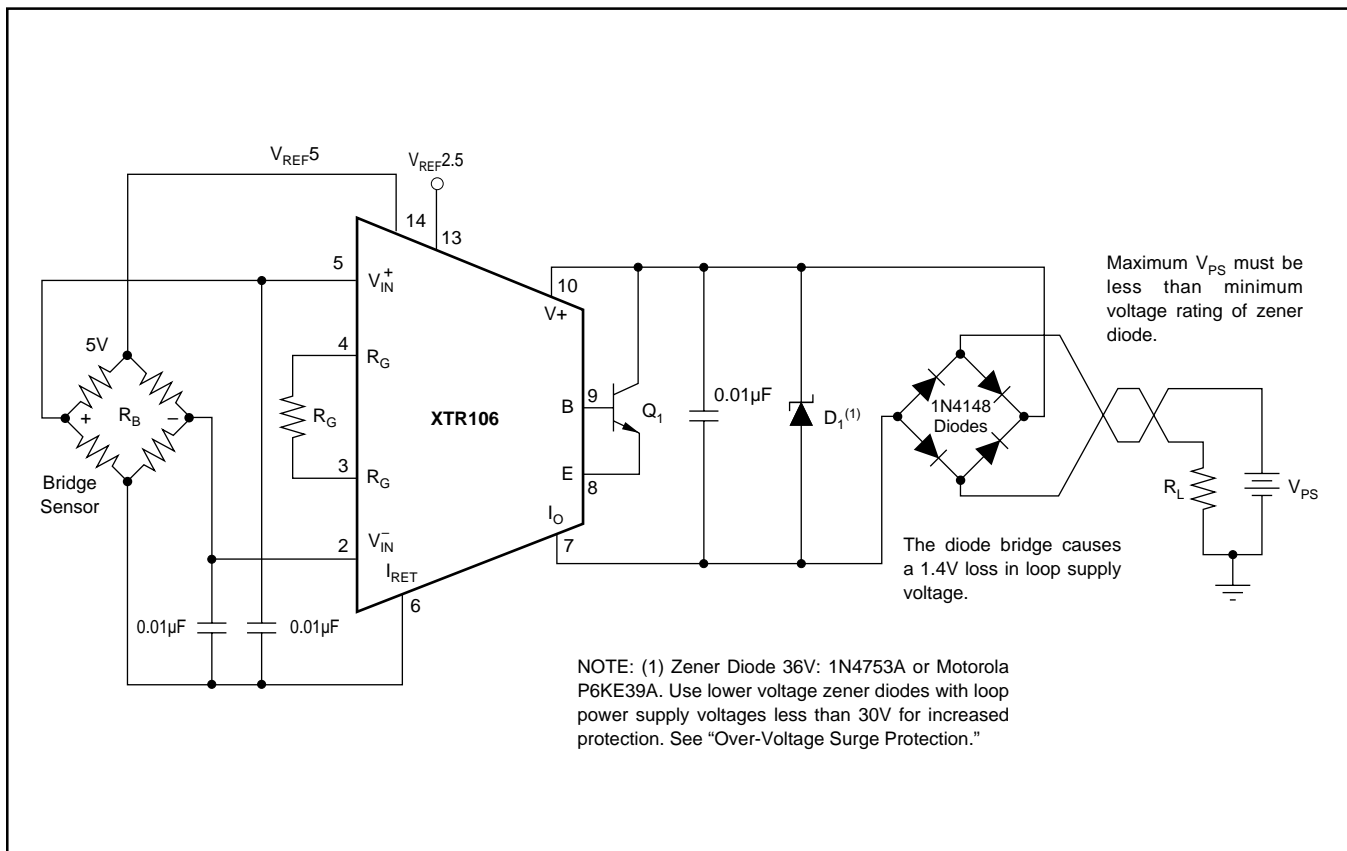 V_REF5
V_REF2.5
14
13
5
V_IN^+
10
V+
Maximum V_PS must be
less than minimum
voltage rating of zener
diode.
5V
4
R_G
+
R_B
–
R_G
XTR106
B
9
Q_1
0.01µF
D_1^(1)
1N4148
Diodes
Bridge
Sensor
3
R_G
E
8
R_L
V_PS
I_O
7
2
V_IN^–
I_RET
6
The diode bridge causes
a 1.4V loss in loop supply
voltage.
0.01µF
0.01µF
NOTE: (1) Zener Diode 36V: 1N4753A or Motorola
P6KE39A. Use lower voltage zener diodes with loop
power supply voltages less than 30V for increased
protection. See “Over-Voltage Surge Protection.”